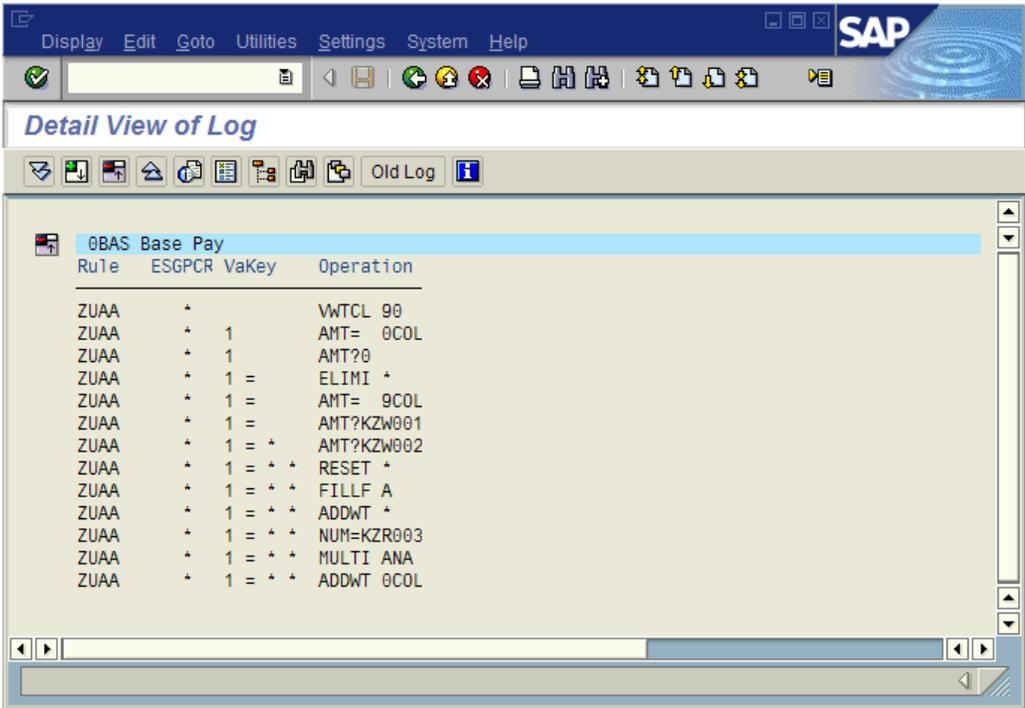 Display Edit Goto Utilities Settings System Help
SAP
Detail View of Log
Old Log
0BAS Base Pay
Rule ESGPCR VaKey Operation
ZUAA * VWTCL 90
ZUAA * 1 AMT= 0COL
ZUAA * 1 AMT?0
ZUAA * 1 = ELIMI *
ZUAA * 1 = AMT= 9COL
ZUAA * 1 = AMT?KZW001
ZUAA * 1 = * AMT?KZW002
ZUAA * 1 = * * RESET *
ZUAA * 1 = * * FILLF A
ZUAA * 1 = * * ADDWT *
ZUAA * 1 = * * NUM=KZR003
ZUAA * 1 = * * MULTI ANA
ZUAA * 1 = * * ADDWT 0COL